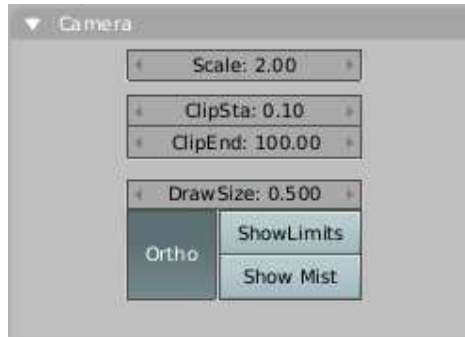 Camera
Scale: 2.00
ClipSta: 0.10
ClipEnd: 100.00
DrawSize: 0.500
Ortho
ShowLimits
Show Mist